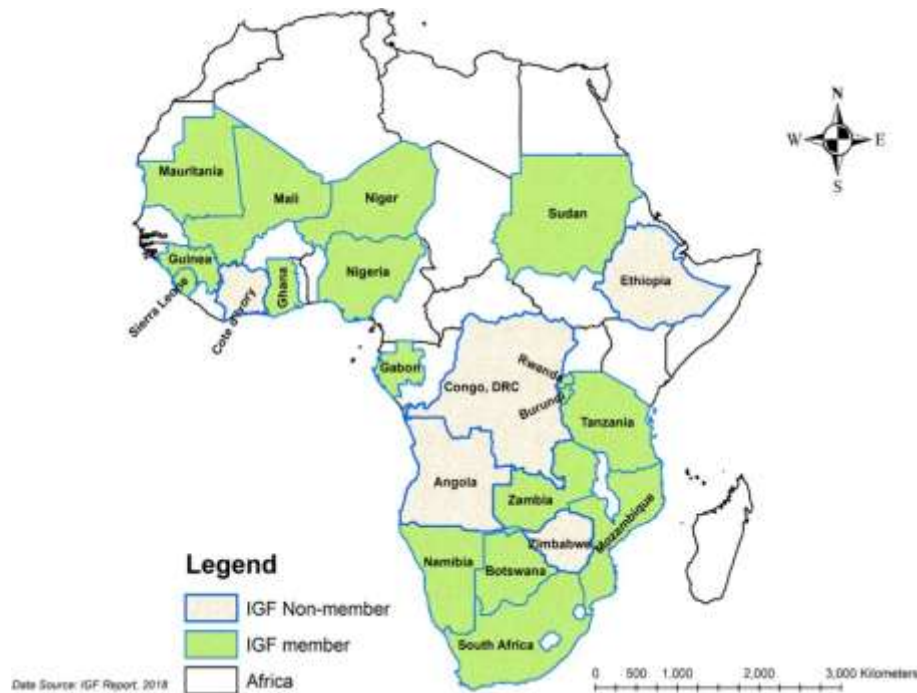 N
W E
S
Mauritania
Mali
Niger
Sudan
Guinea
Nigeria
Ghana
Ethiopia
Sierra Leone
Cote d'Ivory
Gabon
Congo, DRC
Rwanda
Burundi
Tanzania
Angola
Zambia
Mozambique
Zimbabwe
Namibia
Botswana
South Africa
Legend
IGF Non-member
IGF member
Africa
0 500 1,000 2,000 3,000 Kilometers
Data Source: IGF Report, 2018